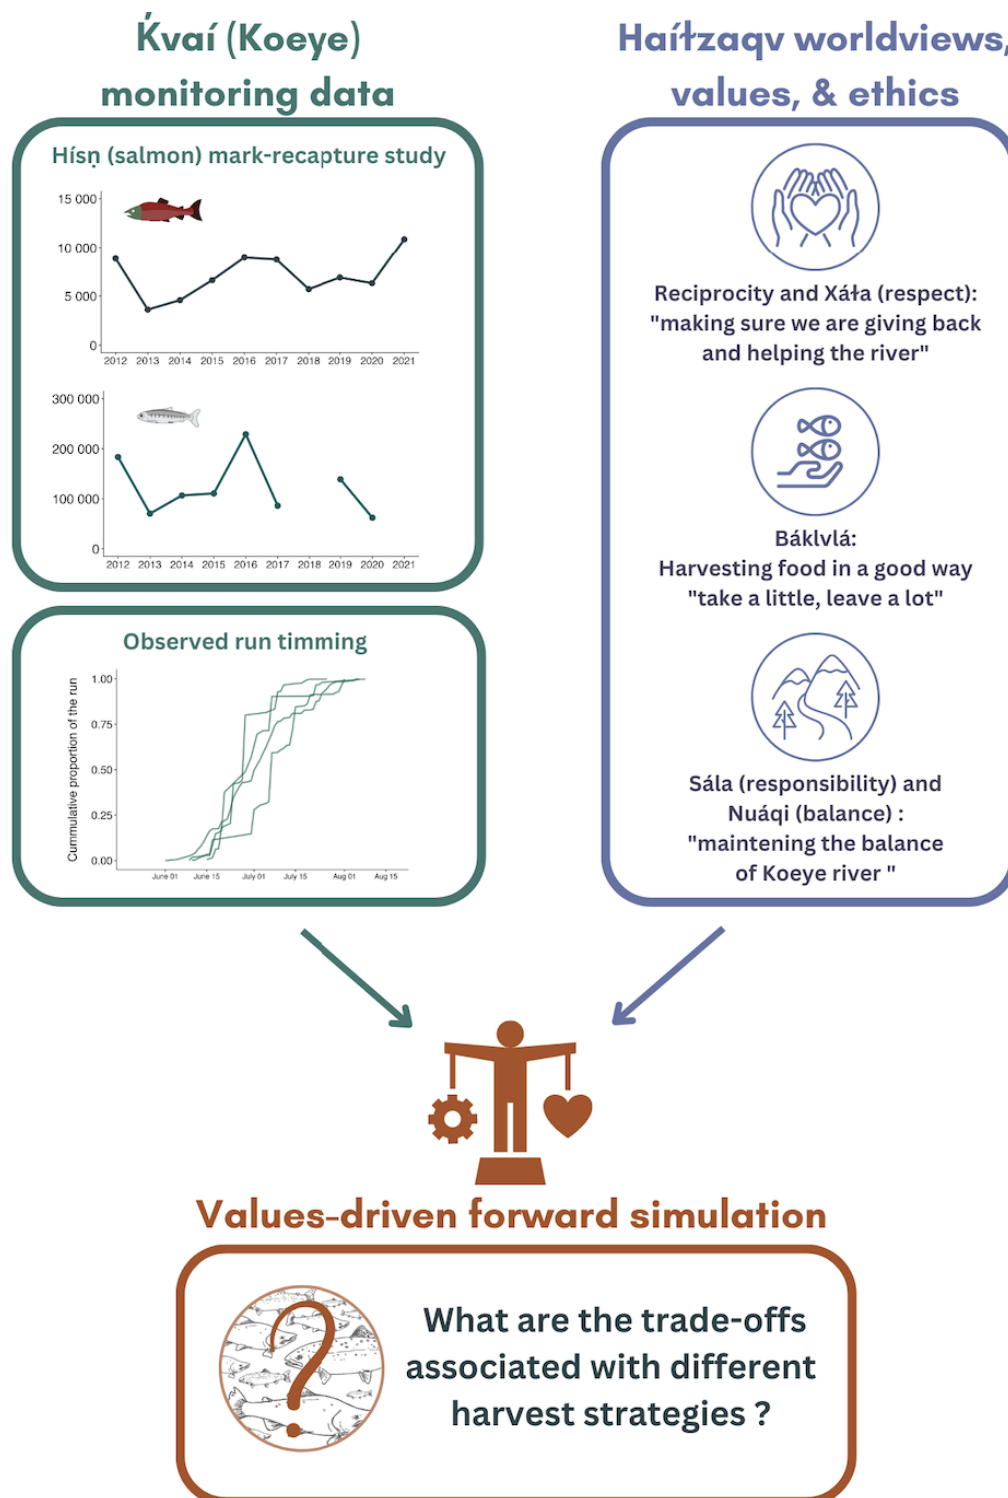 Ḱvaí (Koeye)
monitoring data
Hísṇ (salmon) mark-recapture study
15 000
10 000
5 000
0
2012 2013 2014 2015 2016 2017 2018 2019 2020 2021
300 000
200 000
100 000
0
2012 2013 2014 2015 2016 2017 2018 2019 2020 2021
Observed run timming
Cummulative proportion of the run
1.00
0.75
0.50
0.25
0.00
June 01 June 15 July 01 July 15 Aug 01 Aug 15
Haíɫzaqv worldviews,
values, & ethics
Reciprocity and Xáɫa (respect):
"making sure we are giving back
and helping the river"
Báklvlá:
Harvesting food in a good way
"take a little, leave a lot"
Sála (responsibility) and
Nuáqi (balance) :
"maintening the balance
of Koeye river "
Values-driven forward simulation
?
What are the trade-offs
associated with different
harvest strategies ?